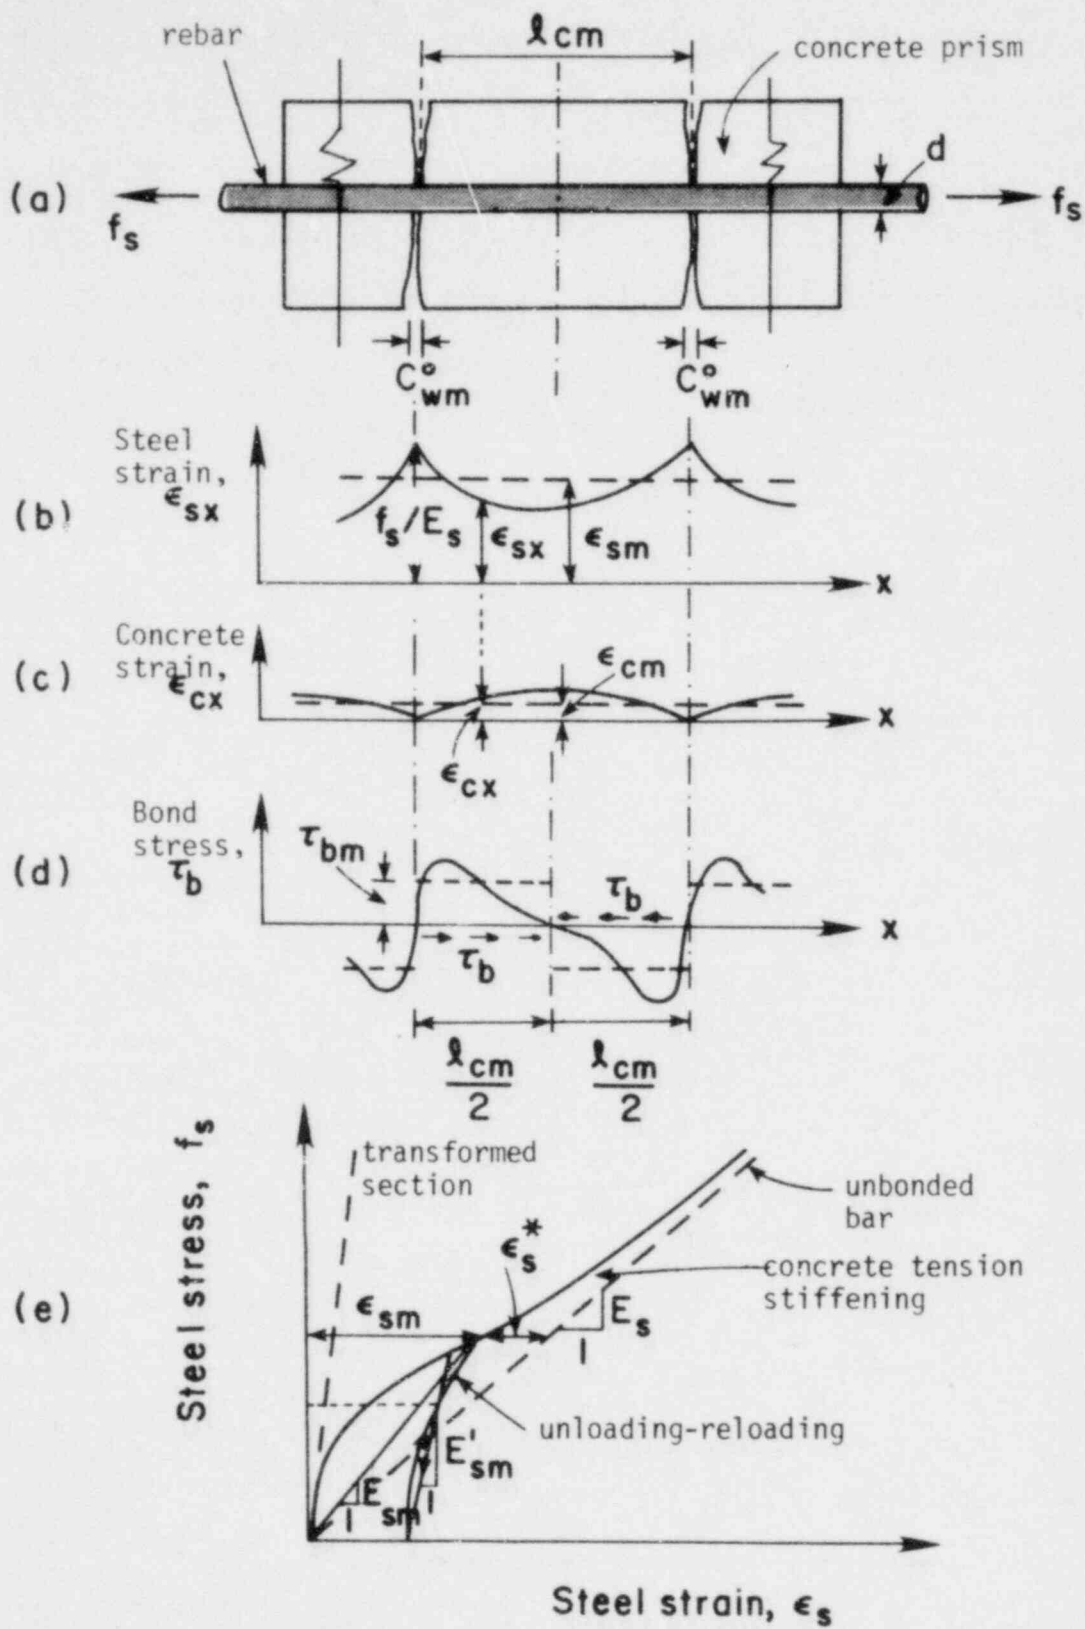 rebar
ℓcm
concrete prism
d
(a)
fs
fs
C°wm
C°wm
Steel
strain,
εsx
(b)
fs/Es
εsx
εsm
x
Concrete
strain,
εcx
(c)
εcm
εcx
x
Bond
stress,
τb
(d)
τbm
τb
τb
x
ℓcm
2
ℓcm
2
(e)
Steel stress, fs
transformed
section
unbonded
bar
εs*
concrete tension
stiffening
εsm
Es
1
unloading-reloading
E'sm
1
Esm
1
Steel strain, εs